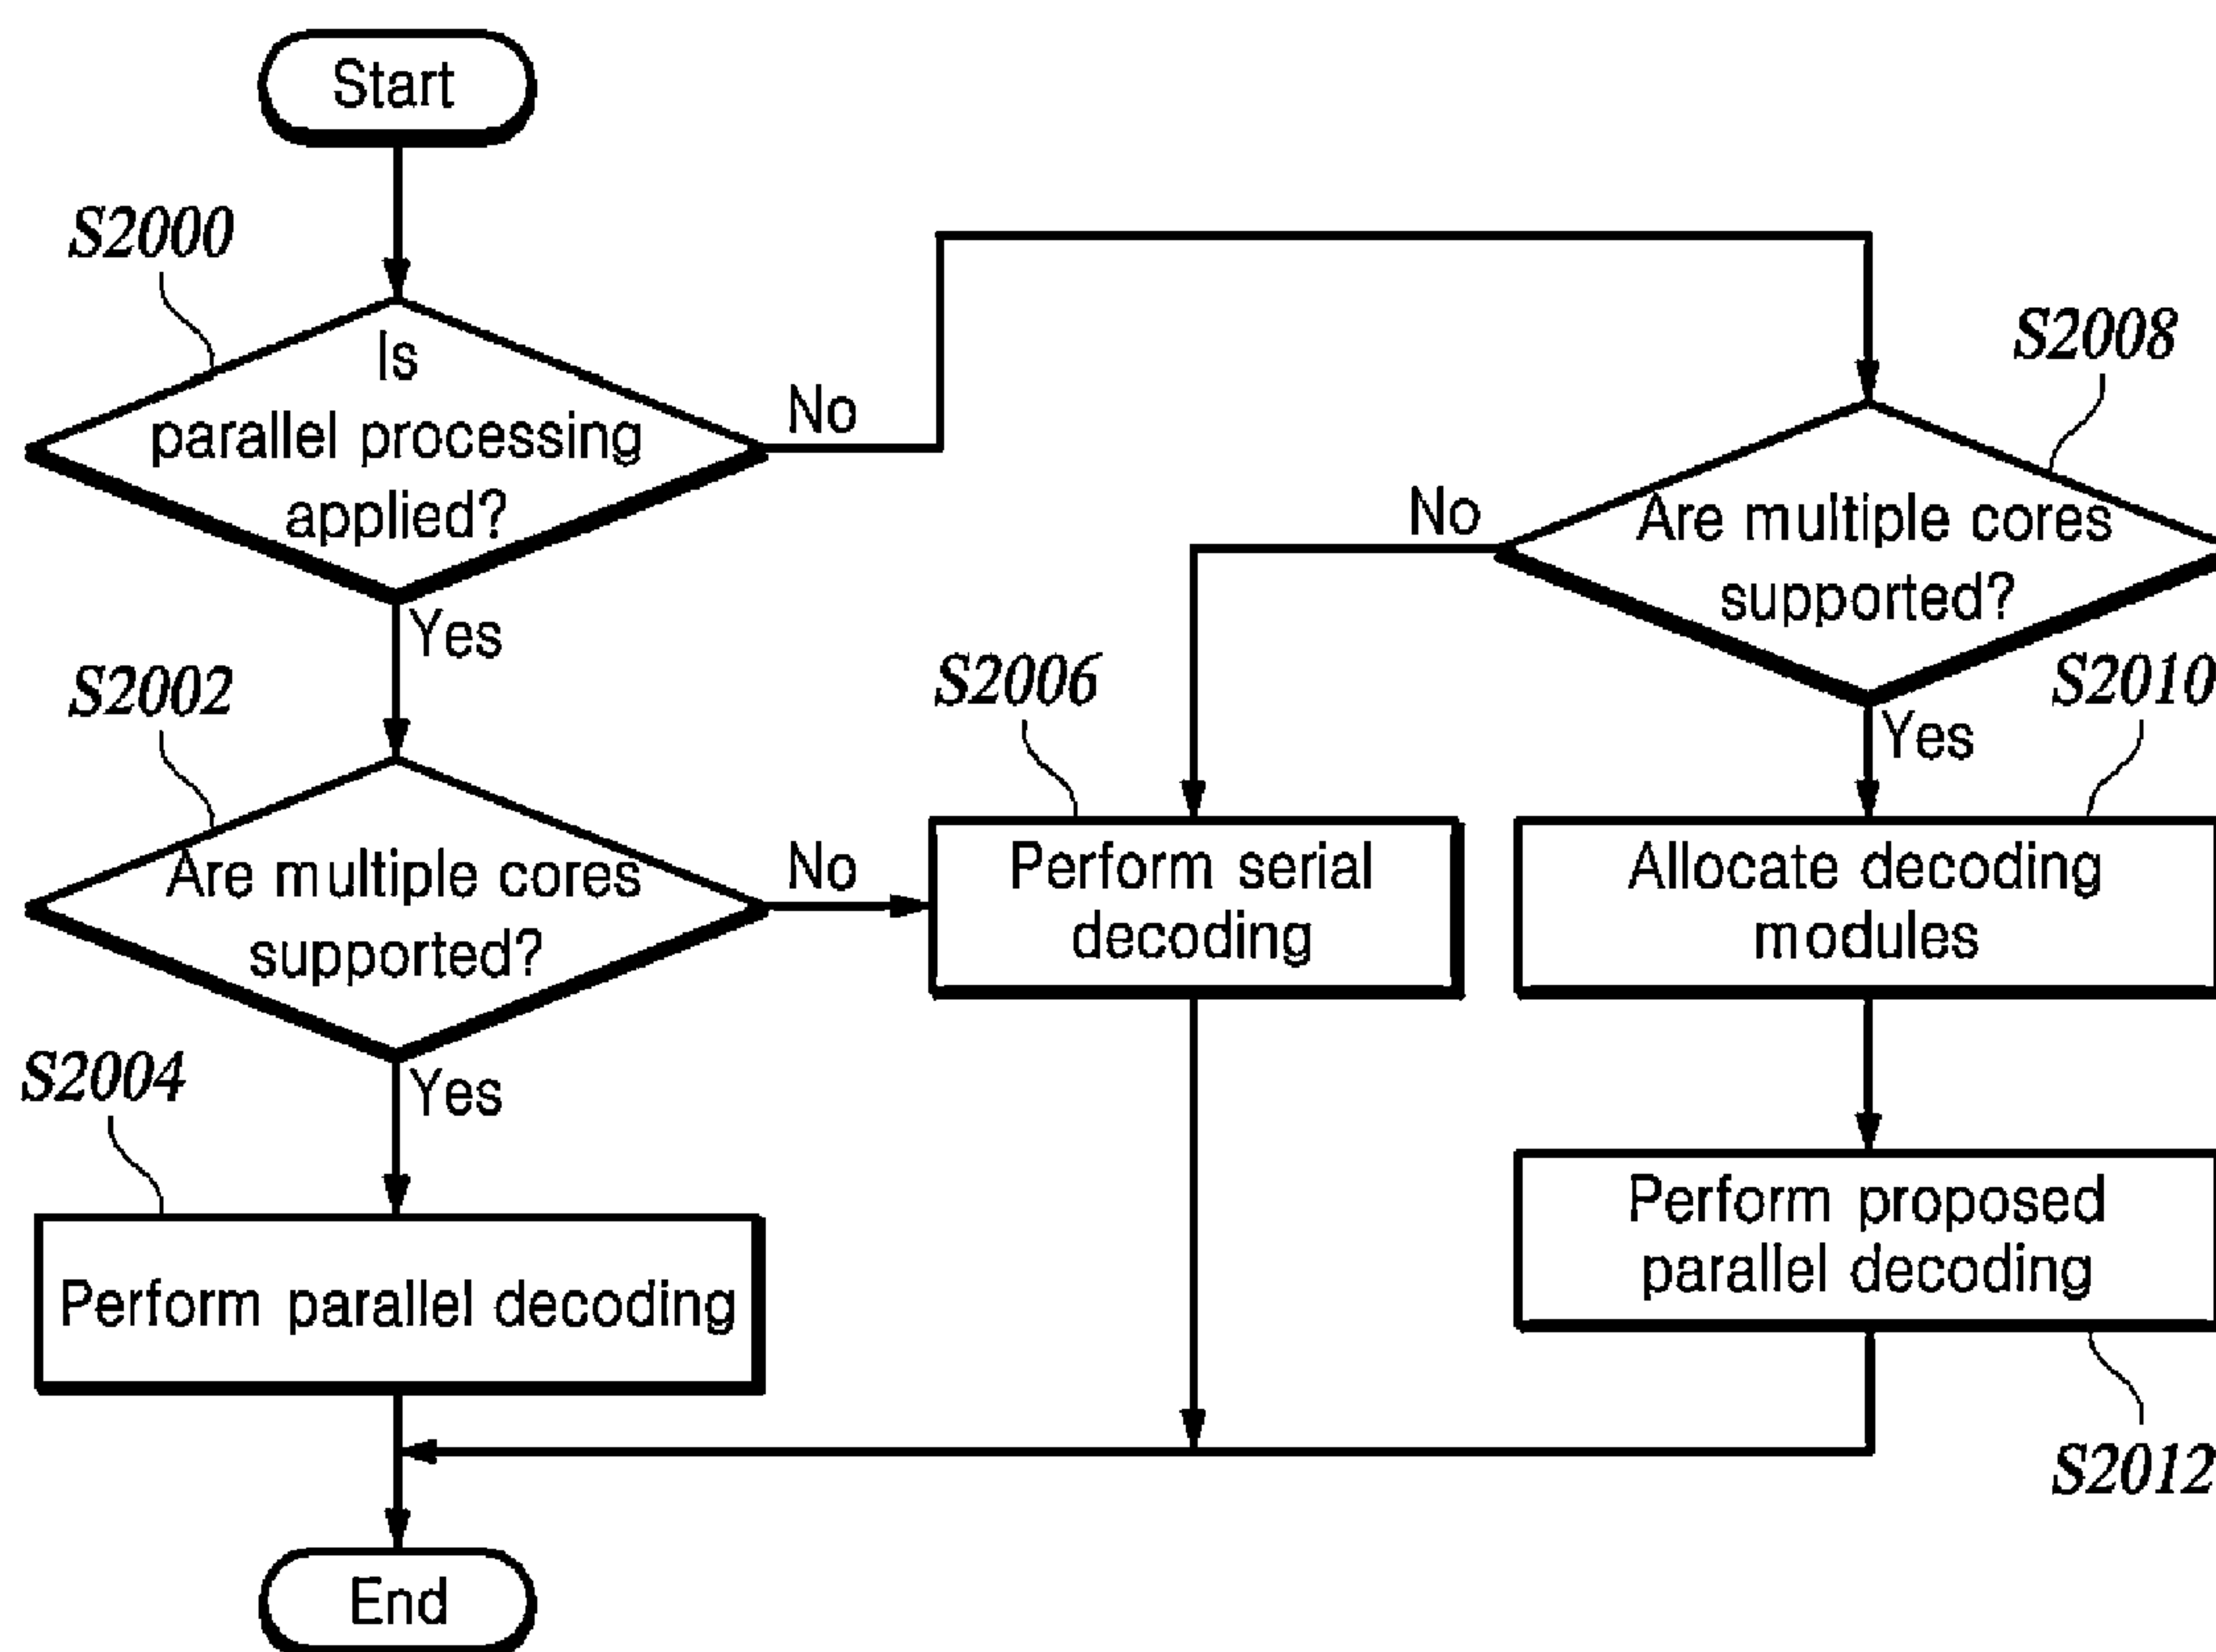 Start
S2000
Is
parallel processing
applied?
No
Yes
S2008
Are multiple cores
supported?
No
Yes
S2002
Are multiple cores
supported?
No
Yes
S2006
Perform serial
decoding
S2010
Allocate decoding
modules
S2004
Perform parallel decoding
Perform proposed
parallel decoding
S2012
End